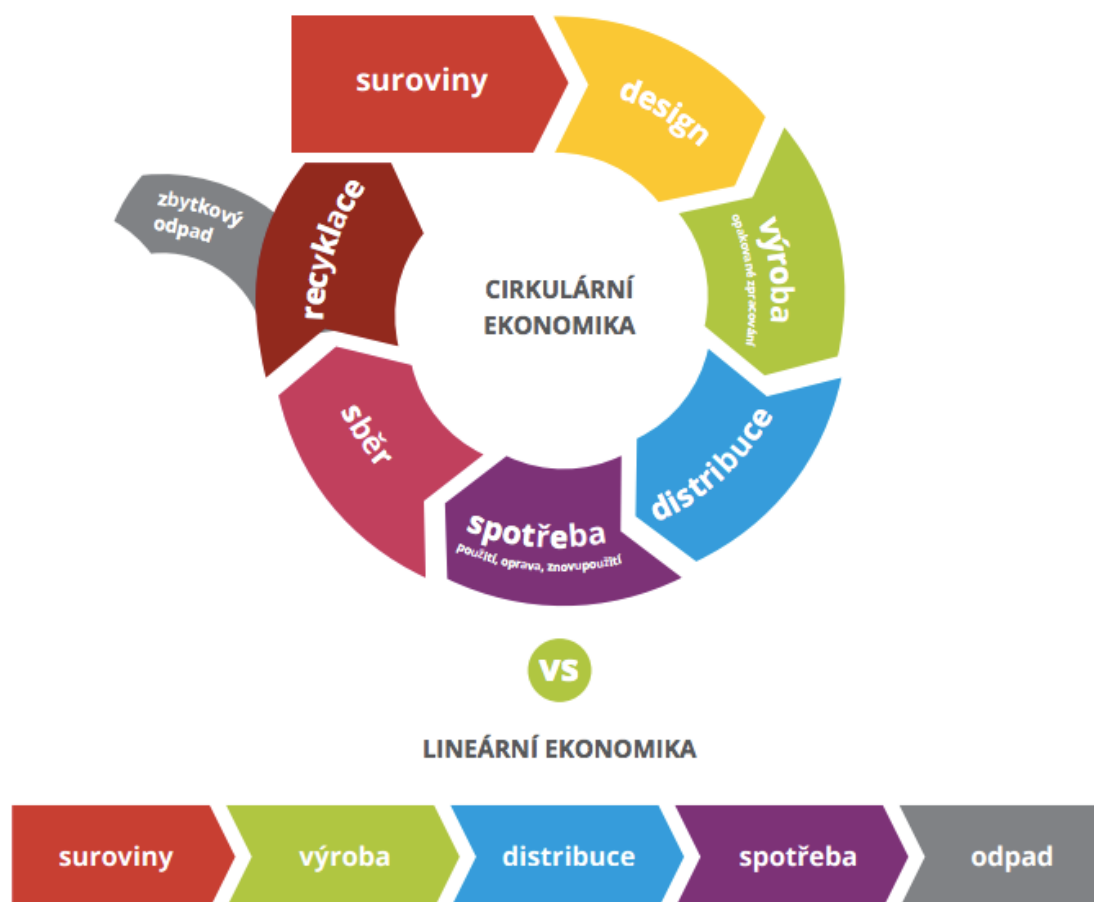 suroviny
design
výroba
opakované zpracování
distribuce
spotřeba
použití, oprava, znovupoužití
sběr
recyklace
zbytkový
odpad
CIRKULÁRNÍ
EKONOMIKA
VS
LINEÁRNÍ EKONOMIKA
suroviny
výroba
distribuce
spotřeba
odpad